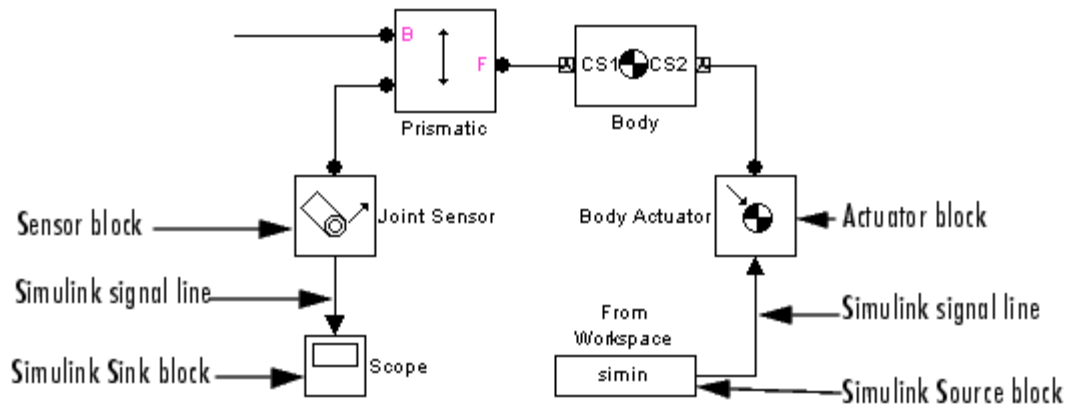 B
F
CS1 CS2
Prismatic
Body
Sensor block
Joint Sensor
Body Actuator
Actuator block
Simulink signal line
From
Workspace
Simulink signal line
Simulink Sink block
Scope
simin
Simulink Source block